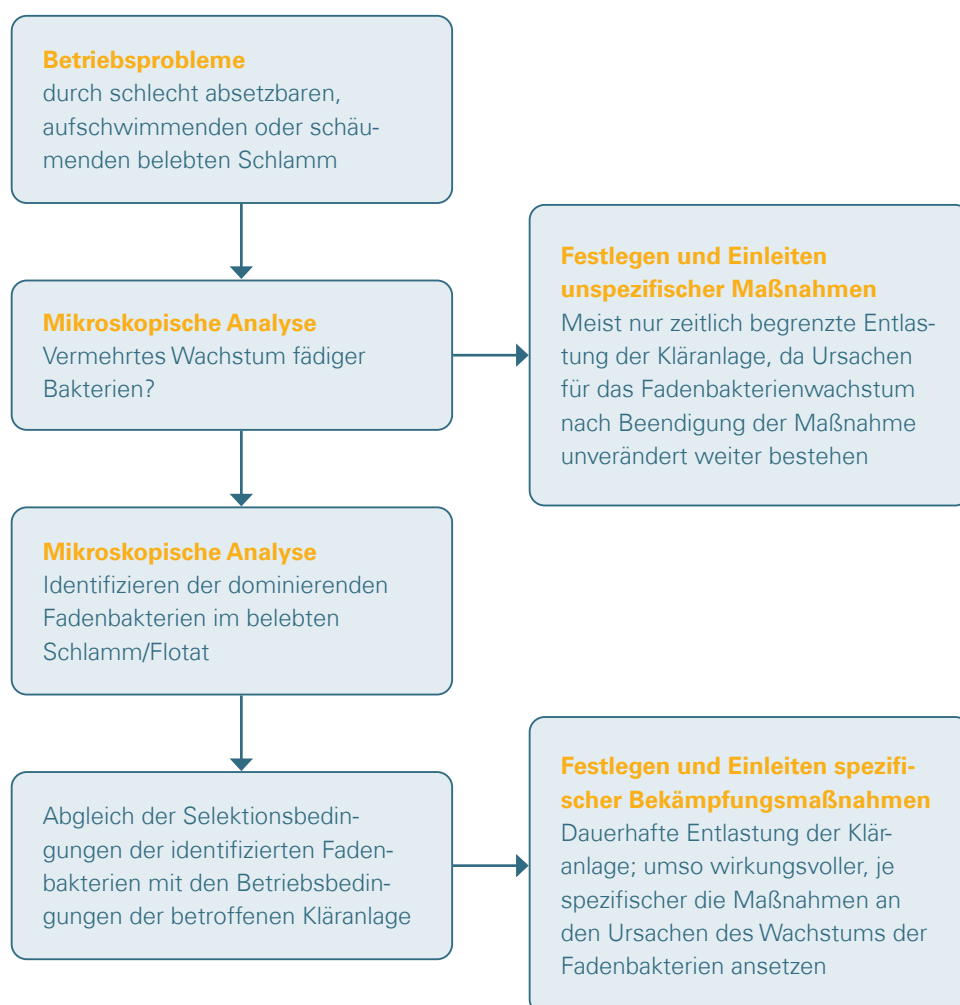 Betriebsprobleme
durch schlecht absetzbaren,
aufschwimmenden oder schäu-
menden belebten Schlamm
Mikroskopische Analyse
Vermehrtes Wachstum fädiger
Bakterien?
Festlegen und Einleiten
unspezifischer Maßnahmen
Meist nur zeitlich begrenzte Entlas-
tung der Kläranlage, da Ursachen
für das Fadenbakterienwachstum
nach Beendigung der Maßnahme
unverändert weiter bestehen
Mikroskopische Analyse
Identifizieren der dominierenden
Fadenbakterien im belebten
Schlamm/Flotat
Abgleich der Selektionsbedin-
gungen der identifizierten Faden-
bakterien mit den Betriebsbedin-
gungen der betroffenen Kläranlage
Festlegen und Einleiten spezifi-
scher Bekämpfungsmaßnahmen
Dauerhafte Entlastung der Klär-
anlage; umso wirkungsvoller, je
spezifischer die Maßnahmen an
den Ursachen des Wachstums der
Fadenbakterien ansetzen